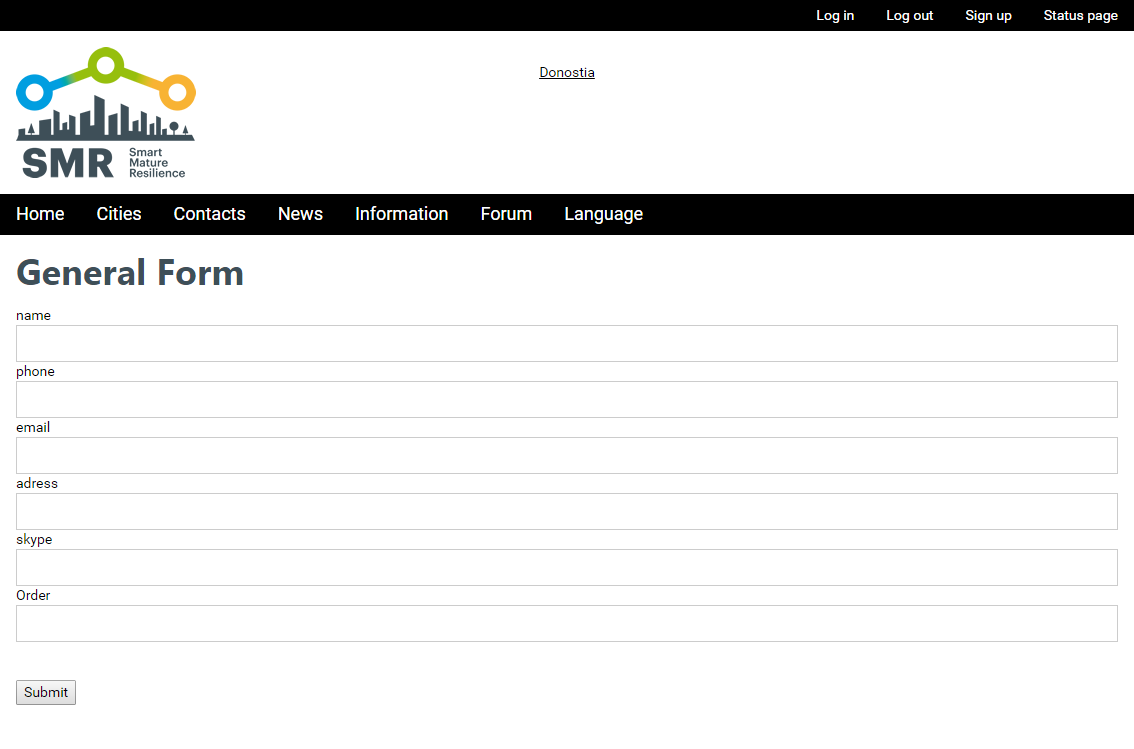 Log in Log out Sign up Status page
Donostia
SMR Smart
Mature
Resilience
Home Cities Contacts News Information Forum Language
General Form
name
phone
email
adress
skype
Order
Submit